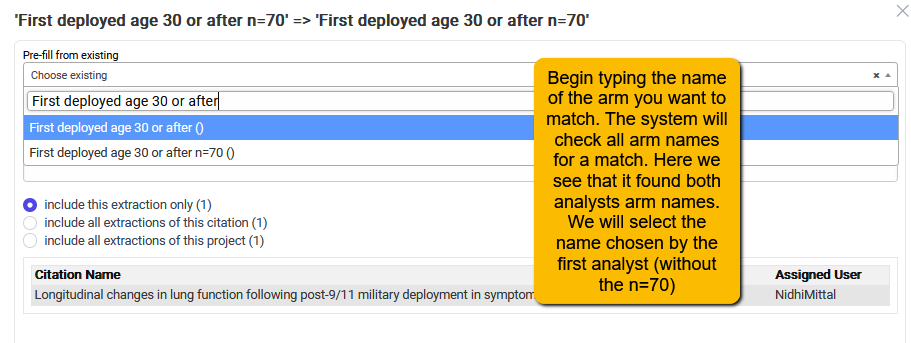 'First deployed age 30 or after n=70' => 'First deployed age 30 or after n=70'
Pre-fill from existing
Choose existing
First deployed age 30 or after
First deployed age 30 or after ()
First deployed age 30 or after n=70 ()
include this extraction only (1)
include all extractions of this citation (1)
include all extractions of this project (1)
Begin typing the name
of the arm you want to
match. The system will
check all arm names
for a match. Here we
see that it found both
analysts arm names.
We will select the
name chosen by the
first analyst (without
the n=70)
Citation Name Assigned User
Longitudinal changes in lung function following post-9/11 military deployment in symptom NidhiMittal